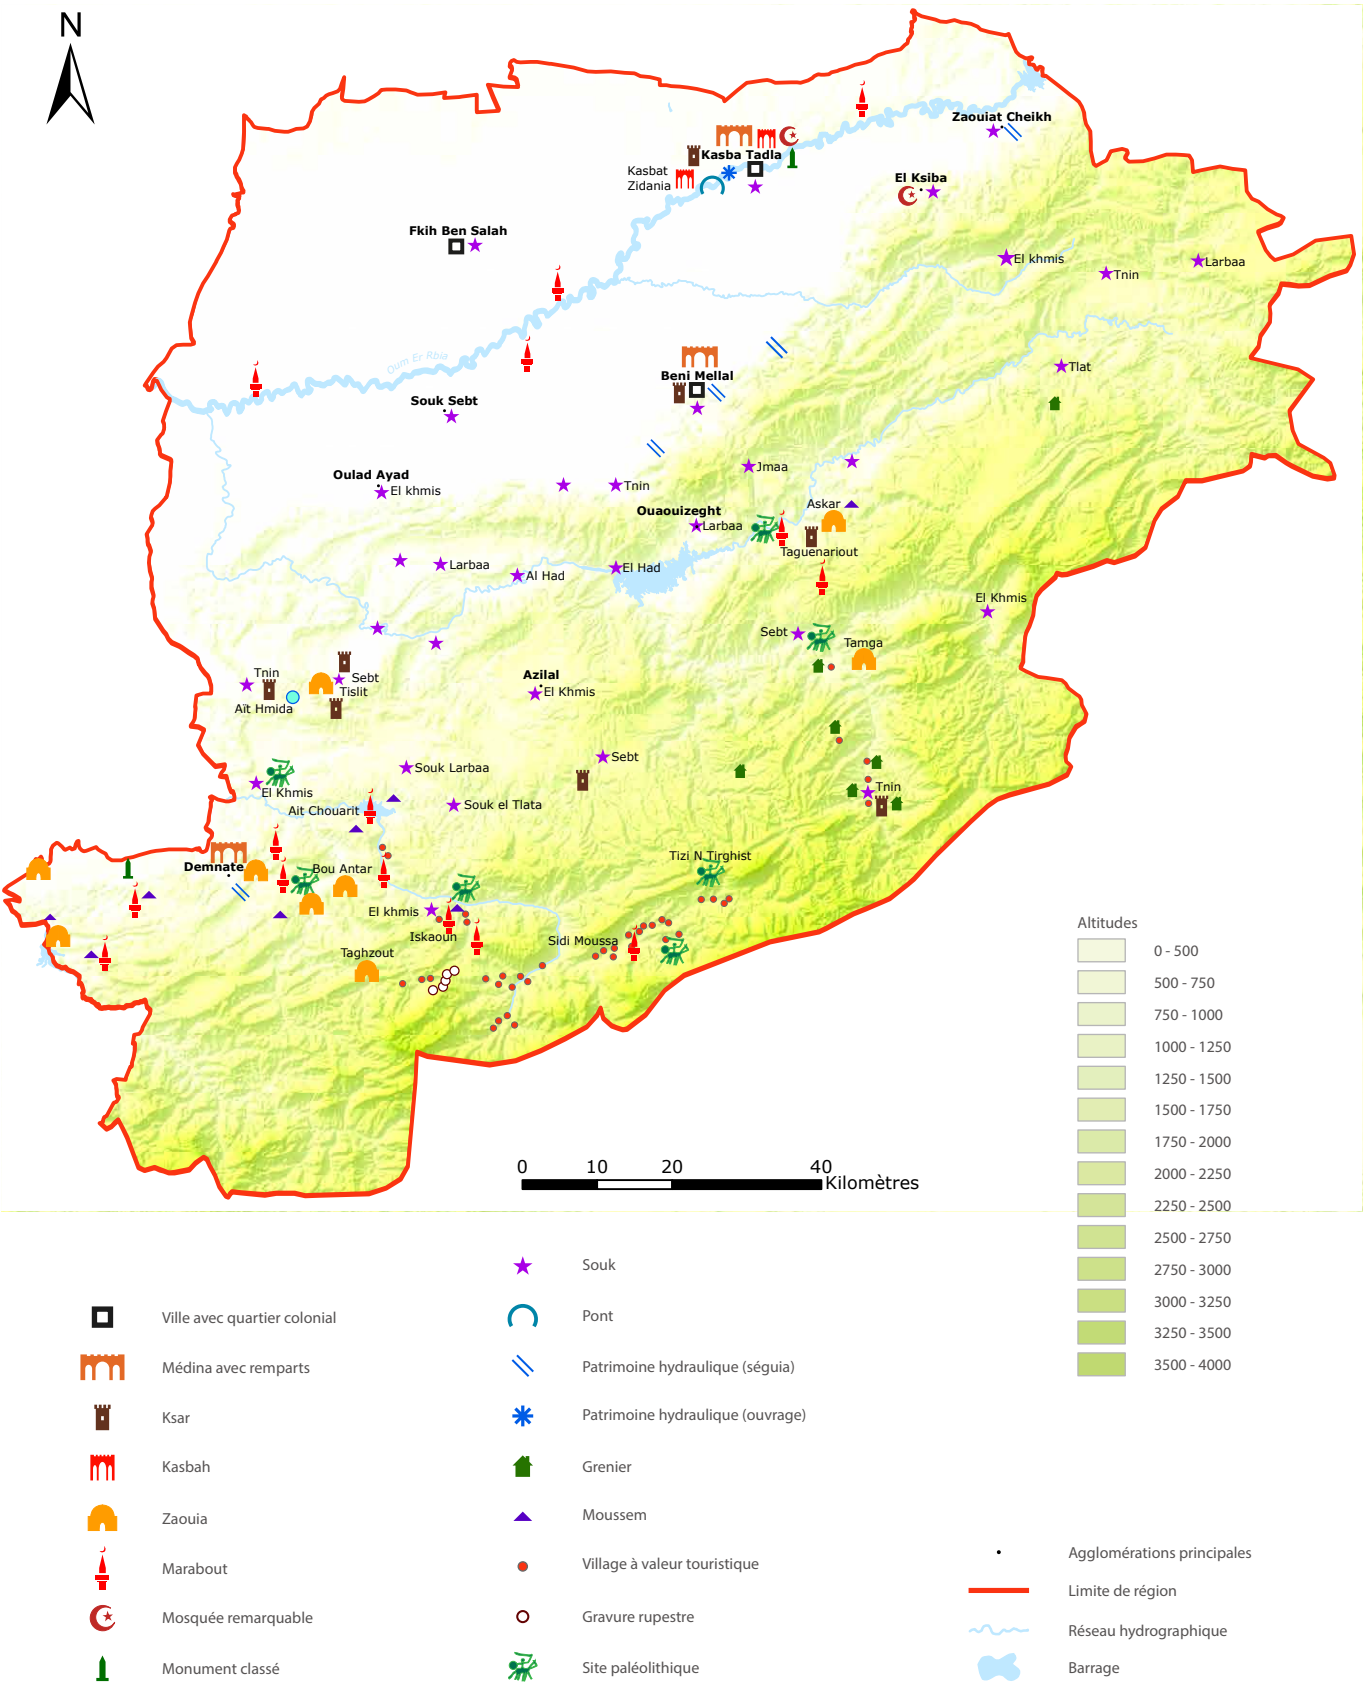 N
Zaouiat Cheikh
Kasba Tadla
Kasbat
Zidania
El Ksiba
Fkih Ben Salah
El khmis
Larbaa
Tnin
Oum Er Rbia
Beni Mellal
Tlat
Souk Sebt
Jmaa
Oulad Ayad
El khmis
Tnin
Askar
Ouaouizeght
Larbaa
Taguenariout
Larbaa
Al Had
El Had
El Khmis
Sebt
Tamga
Tnin
Sebt
Tislit
Aït Hmida
Azilal
El Khmis
Sebt
Souk Larbaa
El Khmis
Tnin
Ait Chouarit
Souk el Tlata
Demnate
Bou Antar
Tizi N Tirghist
El khmis
Iskaoun
Sidi Moussa
Taghzout
Altitudes
0 - 500
500 - 750
750 - 1000
1000 - 1250
1250 - 1500
1500 - 1750
1750 - 2000
2000 - 2250
2250 - 2500
2500 - 2750
2750 - 3000
3000 - 3250
3250 - 3500
3500 - 4000
0 10 20 40
Kilomètres
Ville avec quartier colonial
Médina avec remparts
Ksar
Kasbah
Zaouia
Marabout
Mosquée remarquable
Monument classé
Souk
Pont
Patrimoine hydraulique (séguia)
Patrimoine hydraulique (ouvrage)
Grenier
Moussem
Village à valeur touristique
Gravure rupestre
Site paléolithique
Agglomérations principales
Limite de région
Réseau hydrographique
Barrage